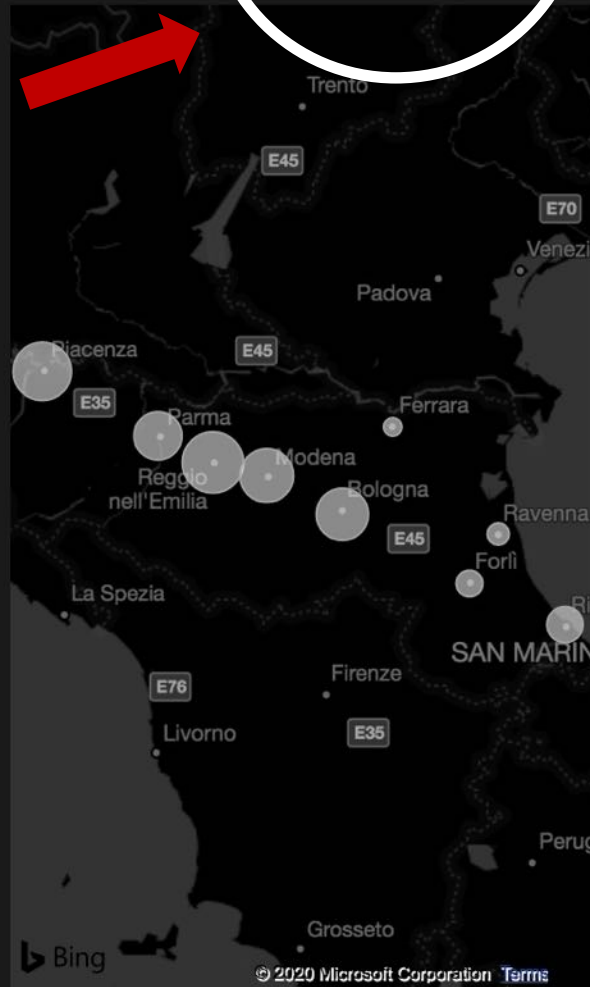 Trento
E45
E70
Venezi
Padova
E45
Piacenza
E35
Ferrara
Parma
Modena
Reggio
nell'Emilia
Bologna
Ravenna
E45
Forlì
La Spezia
Ri
SAN MARIN
Firenze
E76
Livorno
E35
Perug
Grosseto
Bing
© 2020 Microsoft Corporation Terms